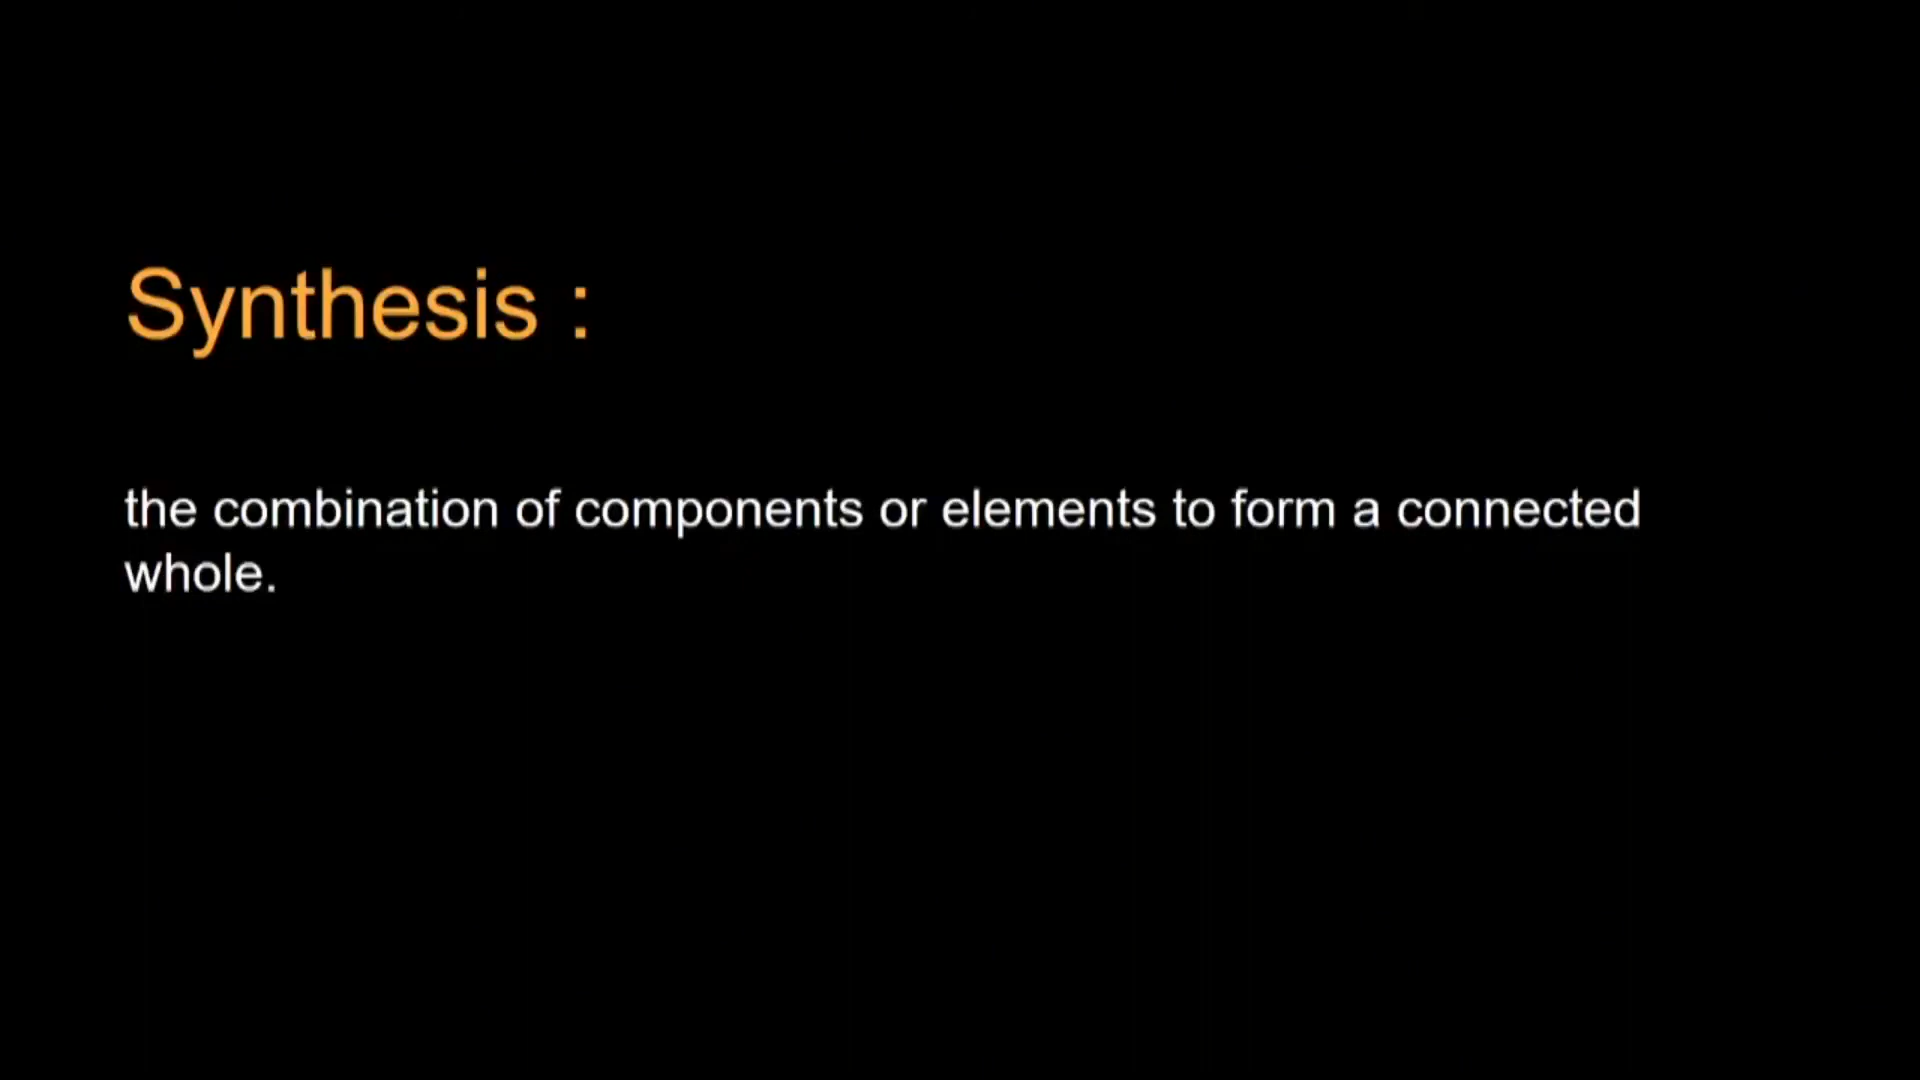 Synthesis :
the combination of components or elements to form a connected
whole.